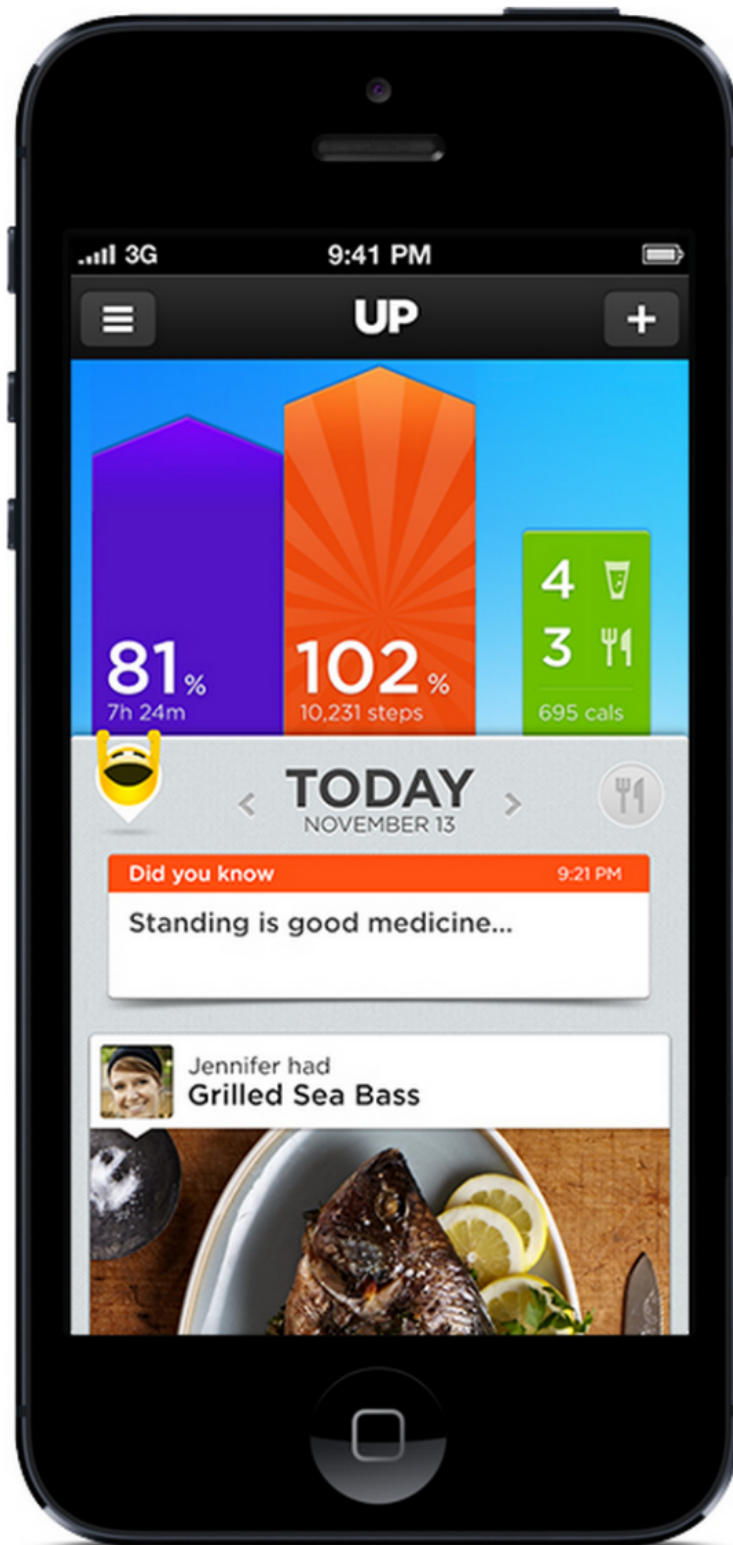 3G 9:41 PM
UP
81%
7h 24m
102%
10,231 steps
4
3
695 cals
TODAY
NOVEMBER 13
Did you know 9:21 PM
Standing is good medicine...
Jennifer had
Grilled Sea Bass